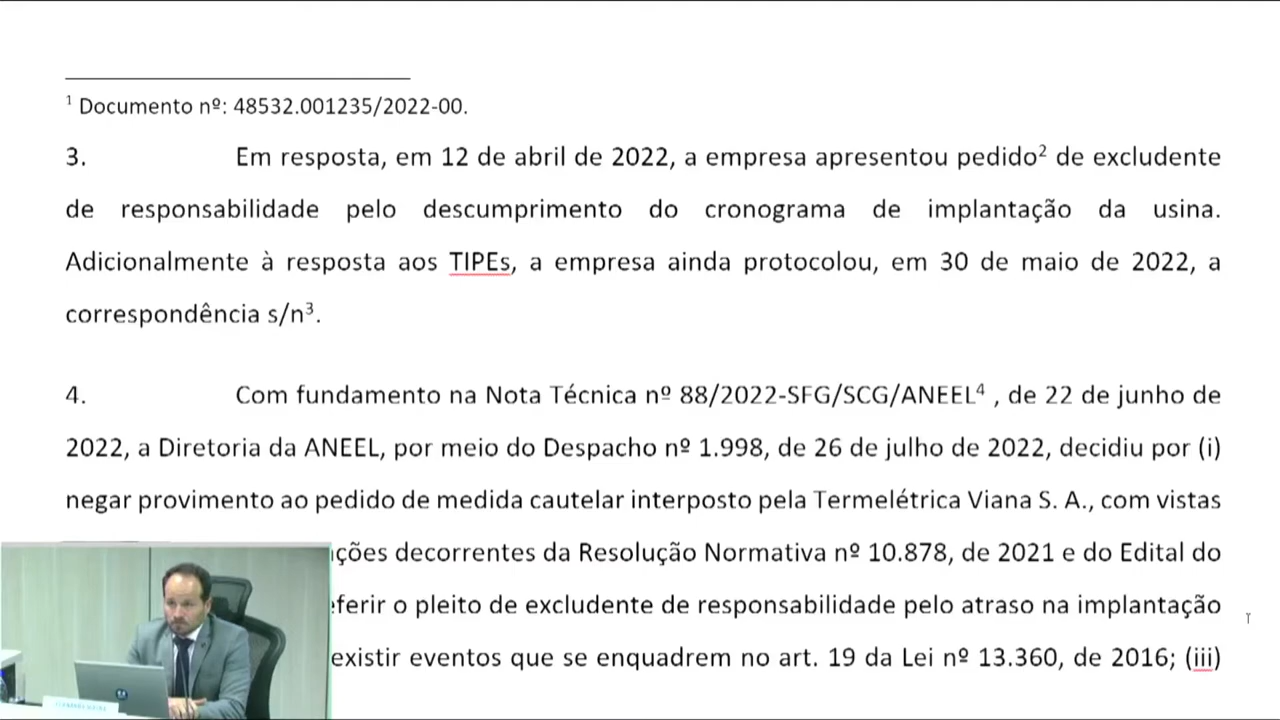 ¹ Documento nº: 48532.001235/2022-00.
3. Em resposta, em 12 de abril de 2022, a empresa apresentou pedido² de excludente
de responsabilidade pelo descumprimento do cronograma de implantação da usina.
Adicionalmente à resposta aos TIPEs, a empresa ainda protocolou, em 30 de maio de 2022, a
correspondência s/n³.
4. Com fundamento na Nota Técnica nº 88/2022-SFG/SCG/ANEEL⁴ , de 22 de junho de
2022, a Diretoria da ANEEL, por meio do Despacho nº 1.998, de 26 de julho de 2022, decidiu por (i)
negar provimento ao pedido de medida cautelar interposto pela Termelétrica Viana S. A., com vistas
ções decorrentes da Resolução Normativa nº 10.878, de 2021 e do Edital do
ferir o pleito de excludente de responsabilidade pelo atraso na implantação
existir eventos que se enquadrem no art. 19 da Lei nº 13.360, de 2016; (iii)